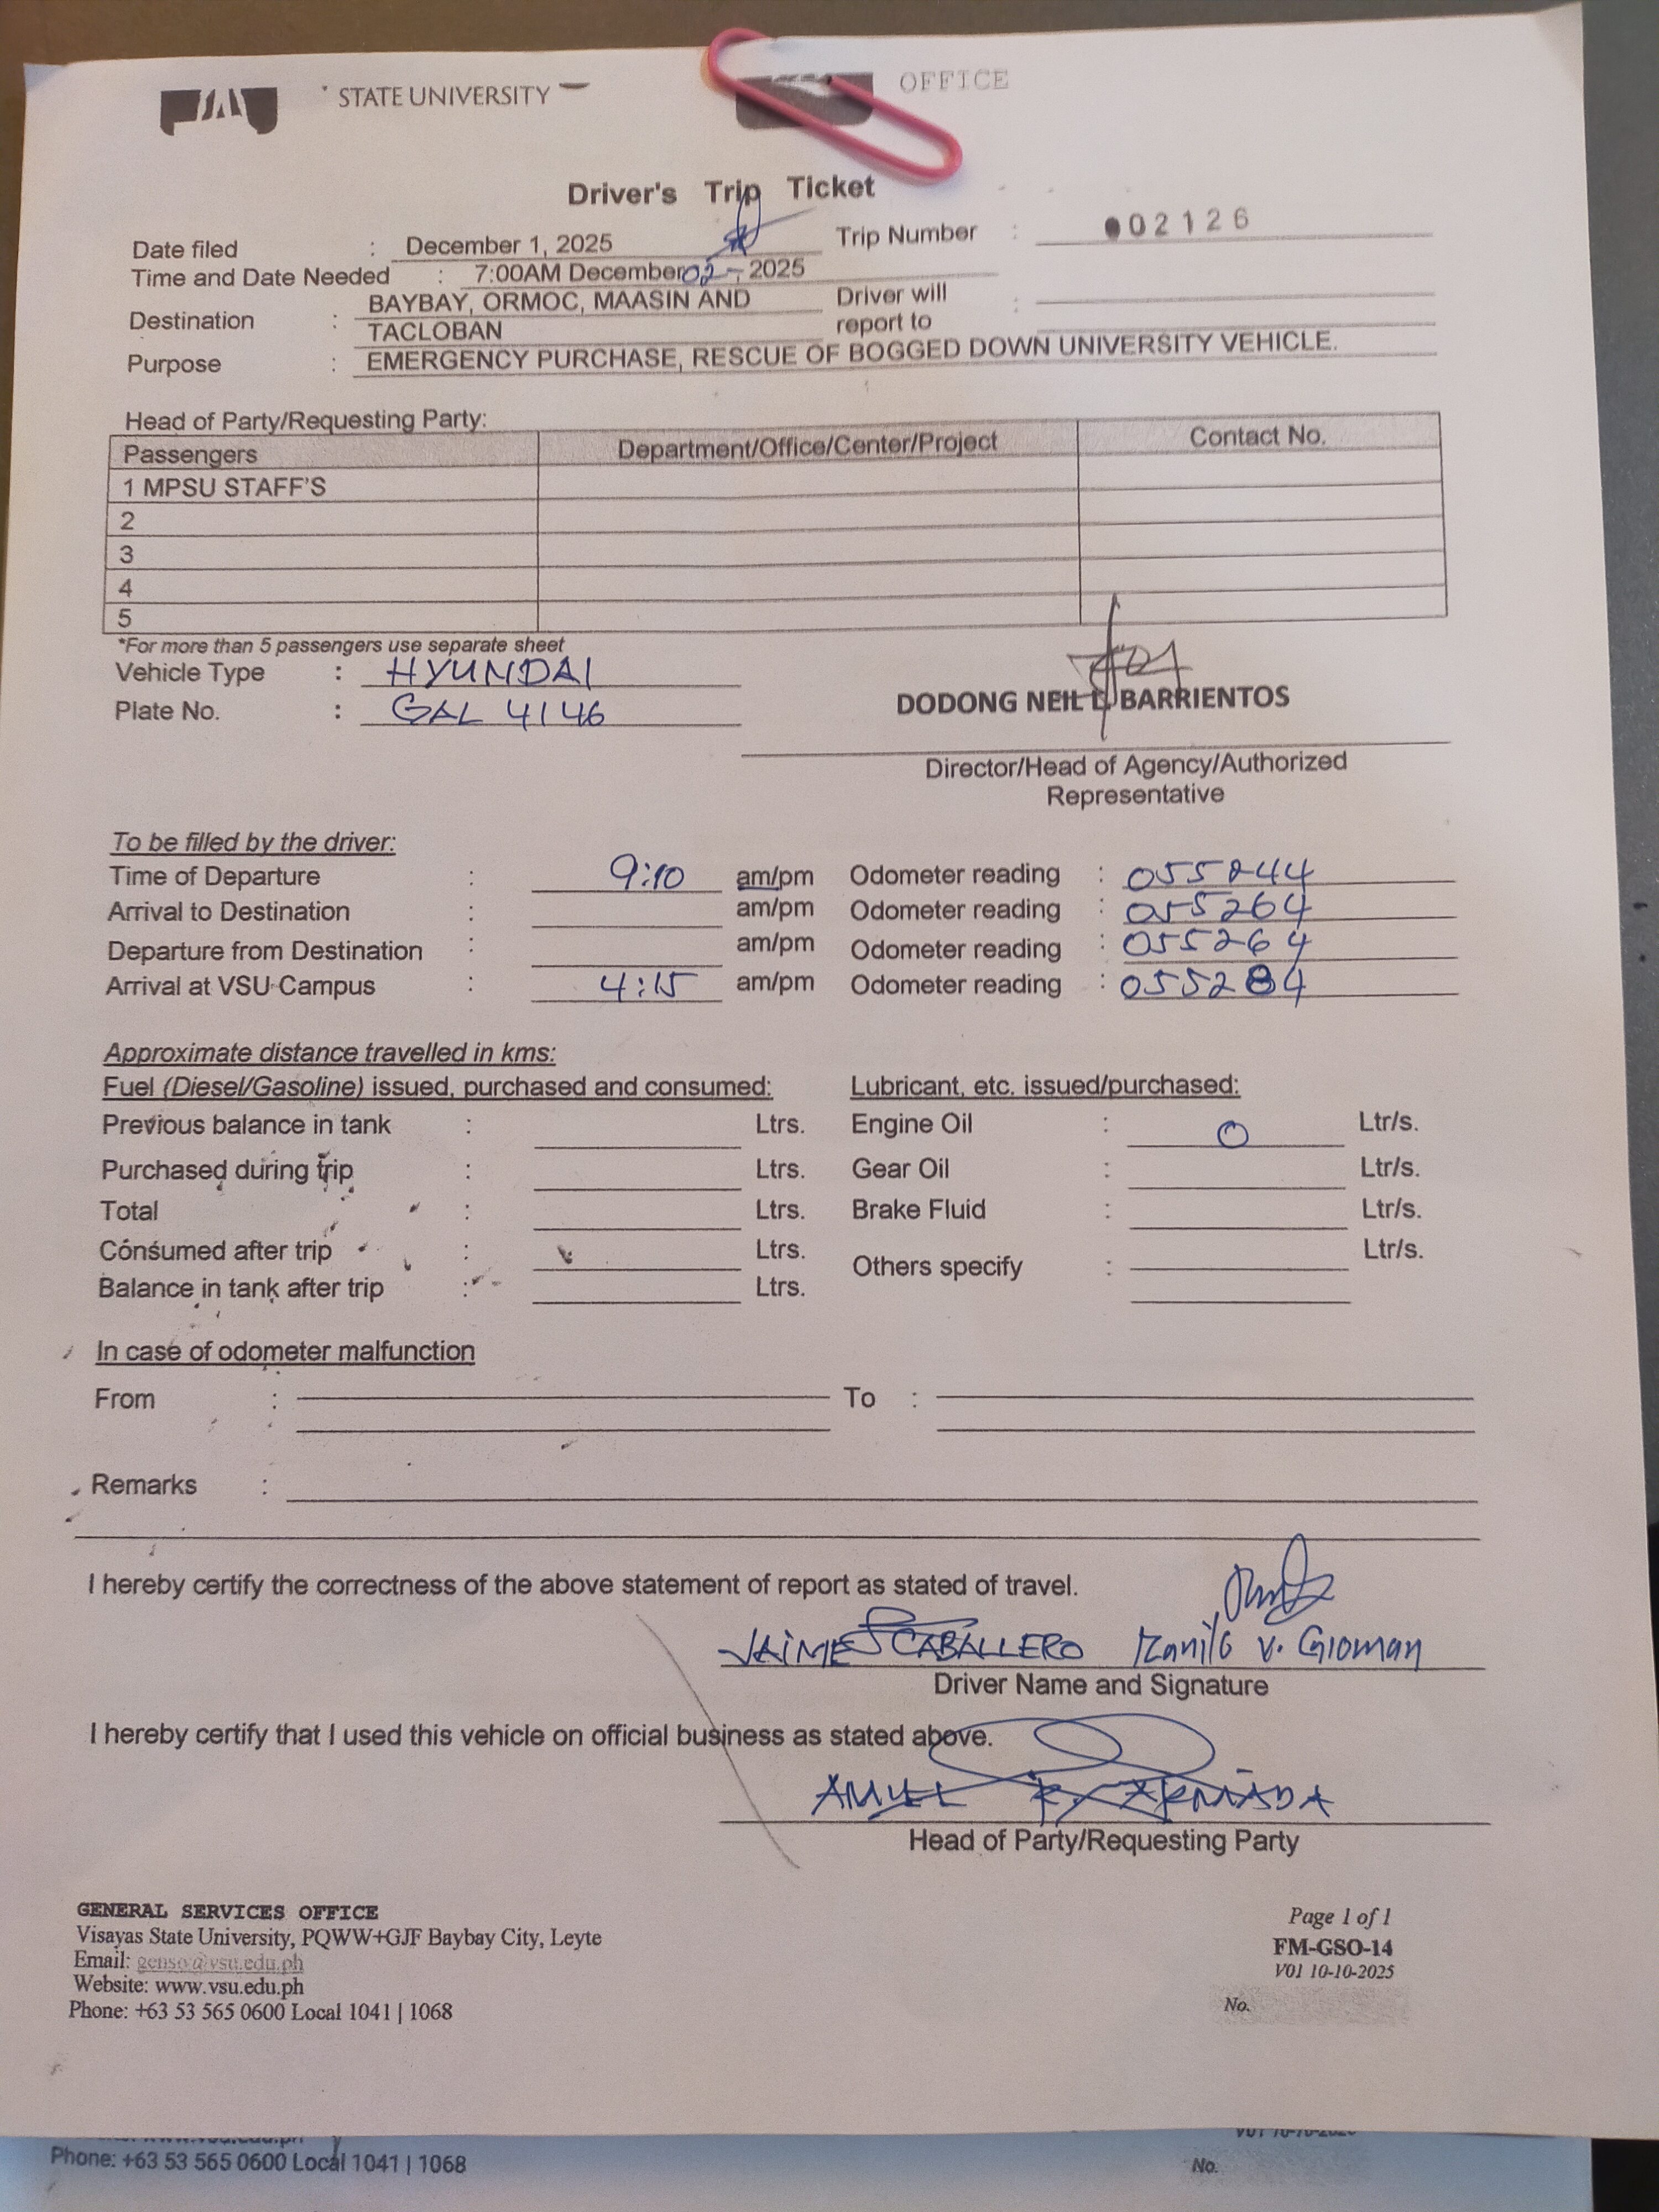 STATE UNIVERSITY
OFFICE
Driver's Trip Ticket
Date filed : December 1, 2025 Trip Number : 002126
Time and Date Needed : 7:00AM December 02, 2025
Destination : BAYBAY, ORMOC, MAASIN AND TACLOBAN Driver will report to :
Purpose : EMERGENCY PURCHASE, RESCUE OF BOGGED DOWN UNIVERSITY VEHICLE.
Head of Party/Requesting Party:
Passengers Department/Office/Center/Project Contact No.
1 MPSU STAFF'S
2
3
4
5
*For more than 5 passengers use separate sheet
Vehicle Type : HYUNDAI
Plate No. : GAL 4146
DODONG NEIL L. BARRIENTOS
Director/Head of Agency/Authorized
Representative
To be filled by the driver:
Time of Departure : 9:10 am/pm Odometer reading : 055244
Arrival to Destination : am/pm Odometer reading : 055264
Departure from Destination : am/pm Odometer reading : 055264
Arrival at VSU Campus : 4:15 am/pm Odometer reading : 055284
Approximate distance travelled in kms:
Fuel (Diesel/Gasoline) issued, purchased and consumed: Lubricant, etc. issued/purchased:
Previous balance in tank : Ltrs. Engine Oil : 0 Ltr/s.
Purchased during trip : Ltrs. Gear Oil : Ltr/s.
Total : Ltrs. Brake Fluid : Ltr/s.
Consumed after trip : Ltrs. Others specify : Ltr/s.
Balance in tank after trip : Ltrs.
In case of odometer malfunction
From : To :
Remarks :
I hereby certify the correctness of the above statement of report as stated of travel.
JAIME CABALLERO V. Gioman
Driver Name and Signature
I hereby certify that I used this vehicle on official business as stated above.
Head of Party/Requesting Party
GENERAL SERVICES OFFICE
Visayas State University, PQWW+GJF Baybay City, Leyte
Email: genso@vsu.edu.ph
Website: www.vsu.edu.ph
Phone: +63 53 565 0600 Local 1041 | 1068
Page 1 of 1
FM-GSO-14
V01 10-10-2025
No.
Phone: +63 53 565 0600 Local 1041 | 1068
No.